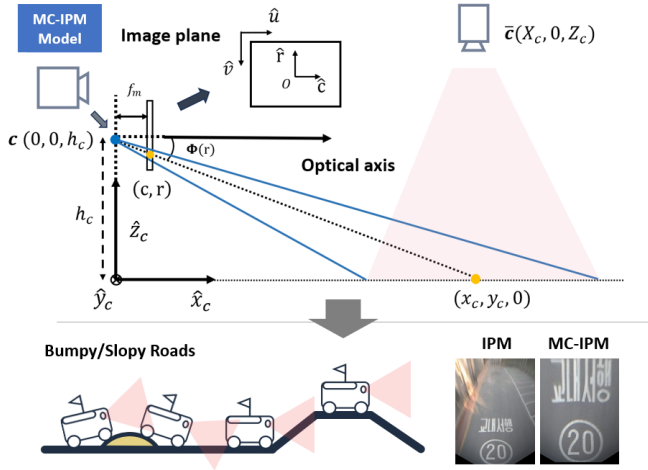 MC-IPM
Model
Image plane
û
v̂
r̂
O
ĉ
c̄(X_c, 0, Z_c)
f_m
c (0, 0, h_c)
Φ(r)
Optical axis
(c, r)
h_c
ẑ_c
ŷ_c
x̂_c
(x_c, y_c, 0)
Bumpy/Slopy Roads
IPM
MC-IPM
20
20